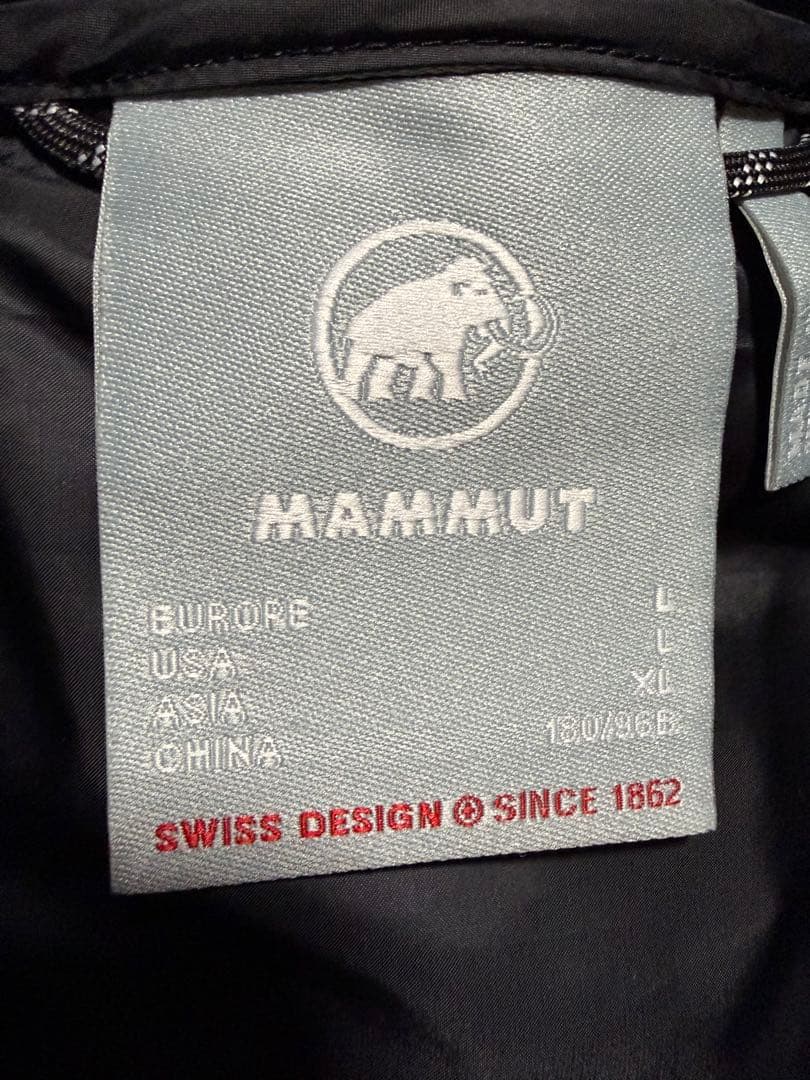 MAMMUT
EUROPE L
USA L
ASIA XL
CHINA 180/96B
SWISS DESIGN SINCE 1862